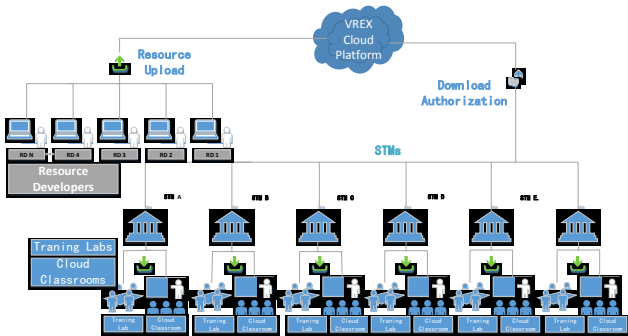 VREX
Cloud
Platform
Resource
Upload
Download
Authorization
RD N
RD 4
RD 3
RD 2
RD 1
STMs
Resource
Developers
STM A
STM B
STM C
STM D
STM E.
Traning Labs
Cloud
Classrooms
Traning
Lab
Cloud
Classroom
Traning
Lab
Cloud
Classroom
Traning
Lab
Cloud
Classroom
Traning
Lab
Cloud
Classroom
Traning
Lab
Cloud
Classroom
Traning
Lab
Cloud
Classroom